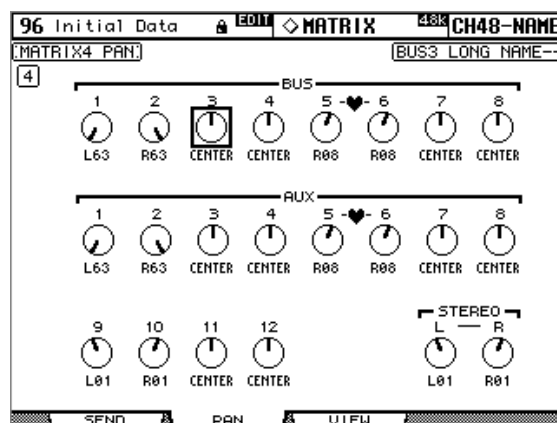 96 Initial Data EDIT ◇MATRIX 48K CH48-NAME
MATRIX4 PAN BUS3 LONG NAME--
4
BUS
1 2 3 4 5 -♥- 6 7 8
L63 R63 CENTER CENTER R08 R08 CENTER CENTER
AUX
1 2 3 4 5 -♥- 6 7 8
L63 R63 CENTER CENTER R08 R08 CENTER CENTER
STEREO
9 10 11 12 L — R
L01 R01 CENTER CENTER L01 R01
SEND PAN VIEW